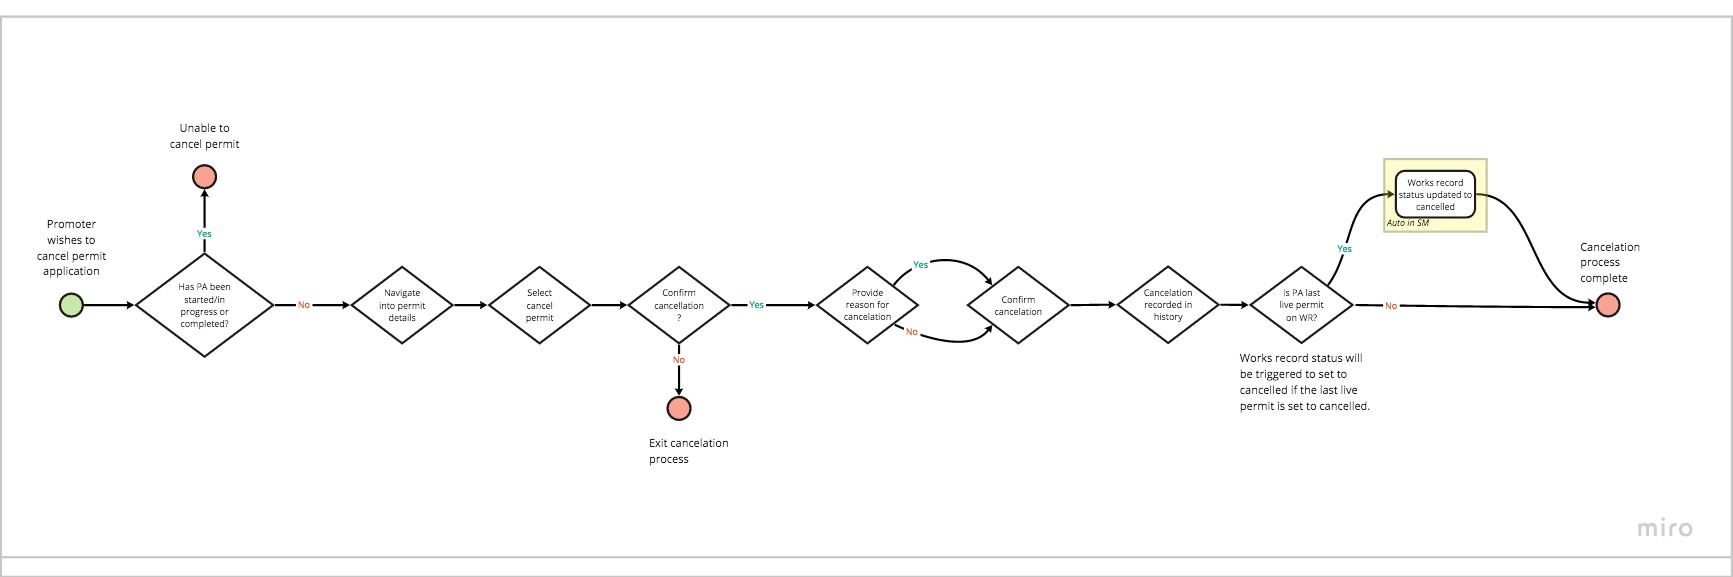 Unable to
cancel permit
Promoter
wishes to
cancel permit
application
Yes
Has PA been
started/in
progress or
completed?
No
Navigate
into permit
details
Select
cancel
permit
Confirm
cancellation
?
Yes
No
Exit cancelation
process
Provide
reason for
cancelation
Yes
No
Confirm
cancelation
Cancelation
recorded in
history
Is PA last
live permit
on WR?
Works record status will
be triggered to set to
cancelled if the last live
permit is set to cancelled.
Yes
No
Works record
status updated to
cancelled
Auto in SM
Cancelation
process
complete
miro